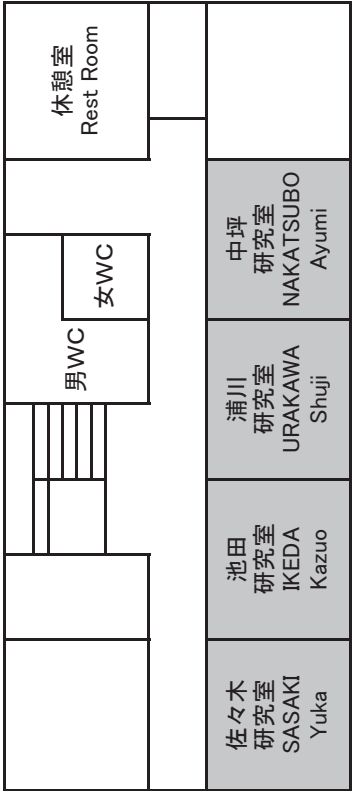 休憩室
Rest Room
女WC
男WC
中坪
研究室
NAKATSUBO
Ayumi
浦川
研究室
URAKAWA
Shuji
池田
研究室
IKEDA
Kazuo
佐々木
研究室
SASAKI
Yuka